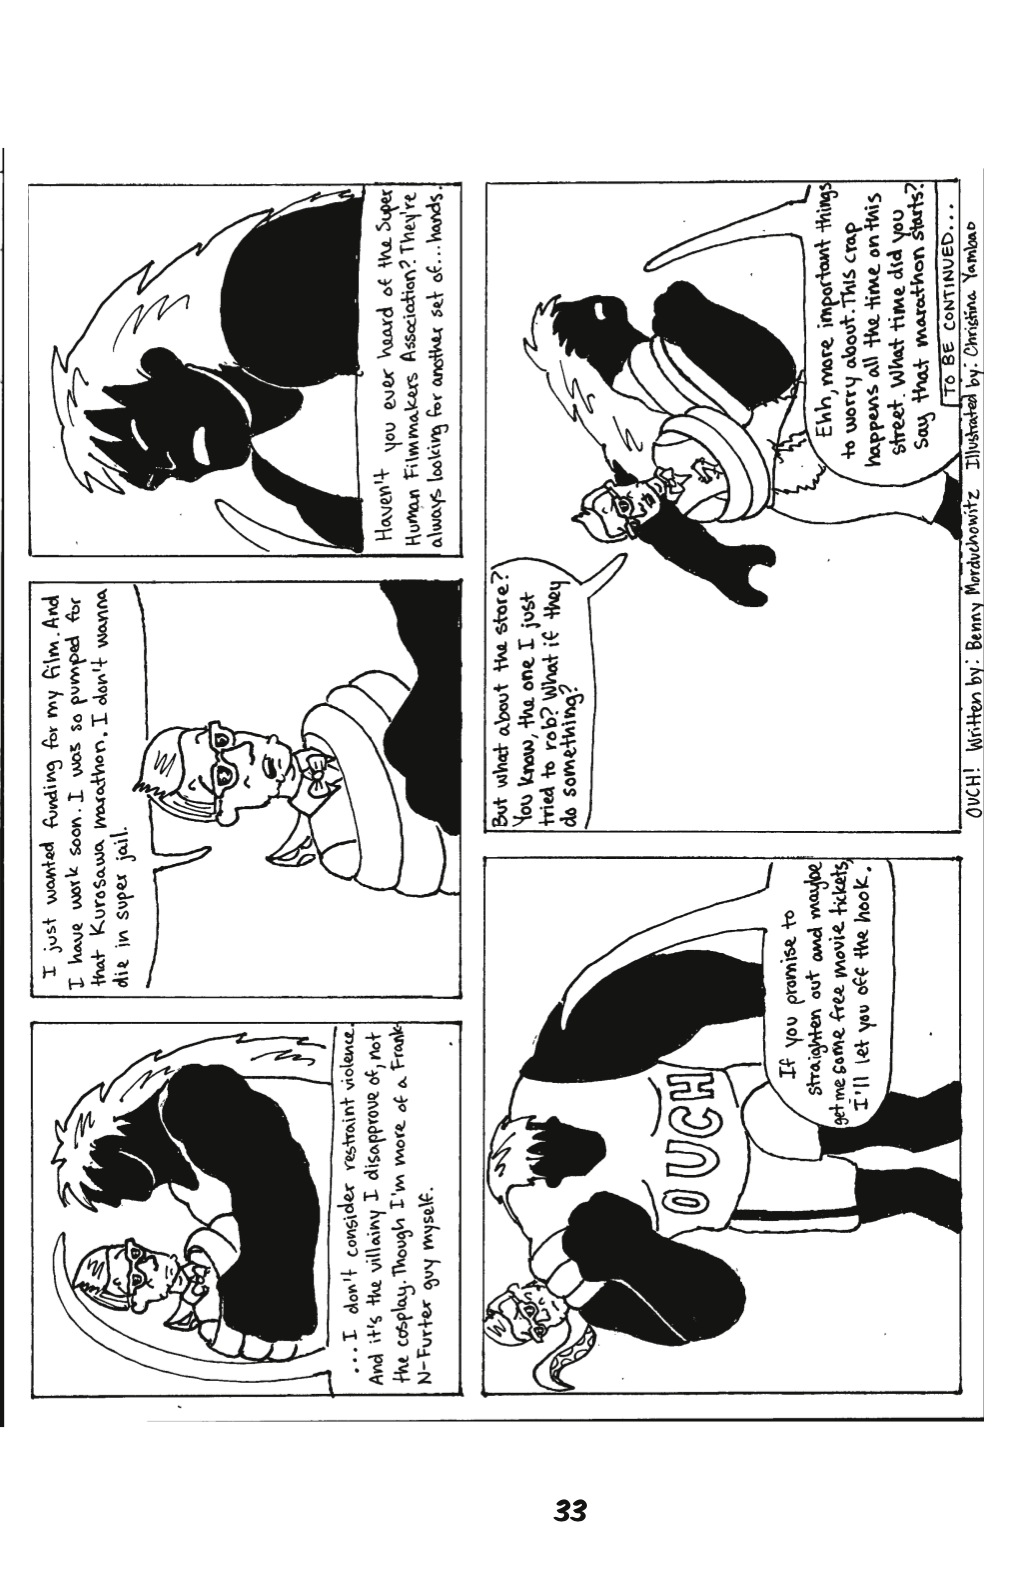 ...I don't consider restraint violence.
And it's the villainy I disapprove of, not
the cosplay. Though I'm more of a Frank-
N-Furter guy myself.
I just wanted funding for my film. And
I have work soon. I was so pumped for
that Kurosawa marathon. I don't wanna
die in super jail.
Haven't you ever heard of the Super
Human Filmmakers Association? They're
always looking for another set of...hands.
OUCH
If you promise to
straighten out and maybe
get me some free movie tickets,
I'll let you off the hook.
But what about the store?
You know, the one I just
tried to rob? What if they
do something?
Ehh, more important things
to worry about. This crap
happens all the time on this
street. What time did you
say that marathon starts?
TO BE CONTINUED...
OUCH! Written by: Benny Morduchowitz Illustrated by: Christina Yambao
33